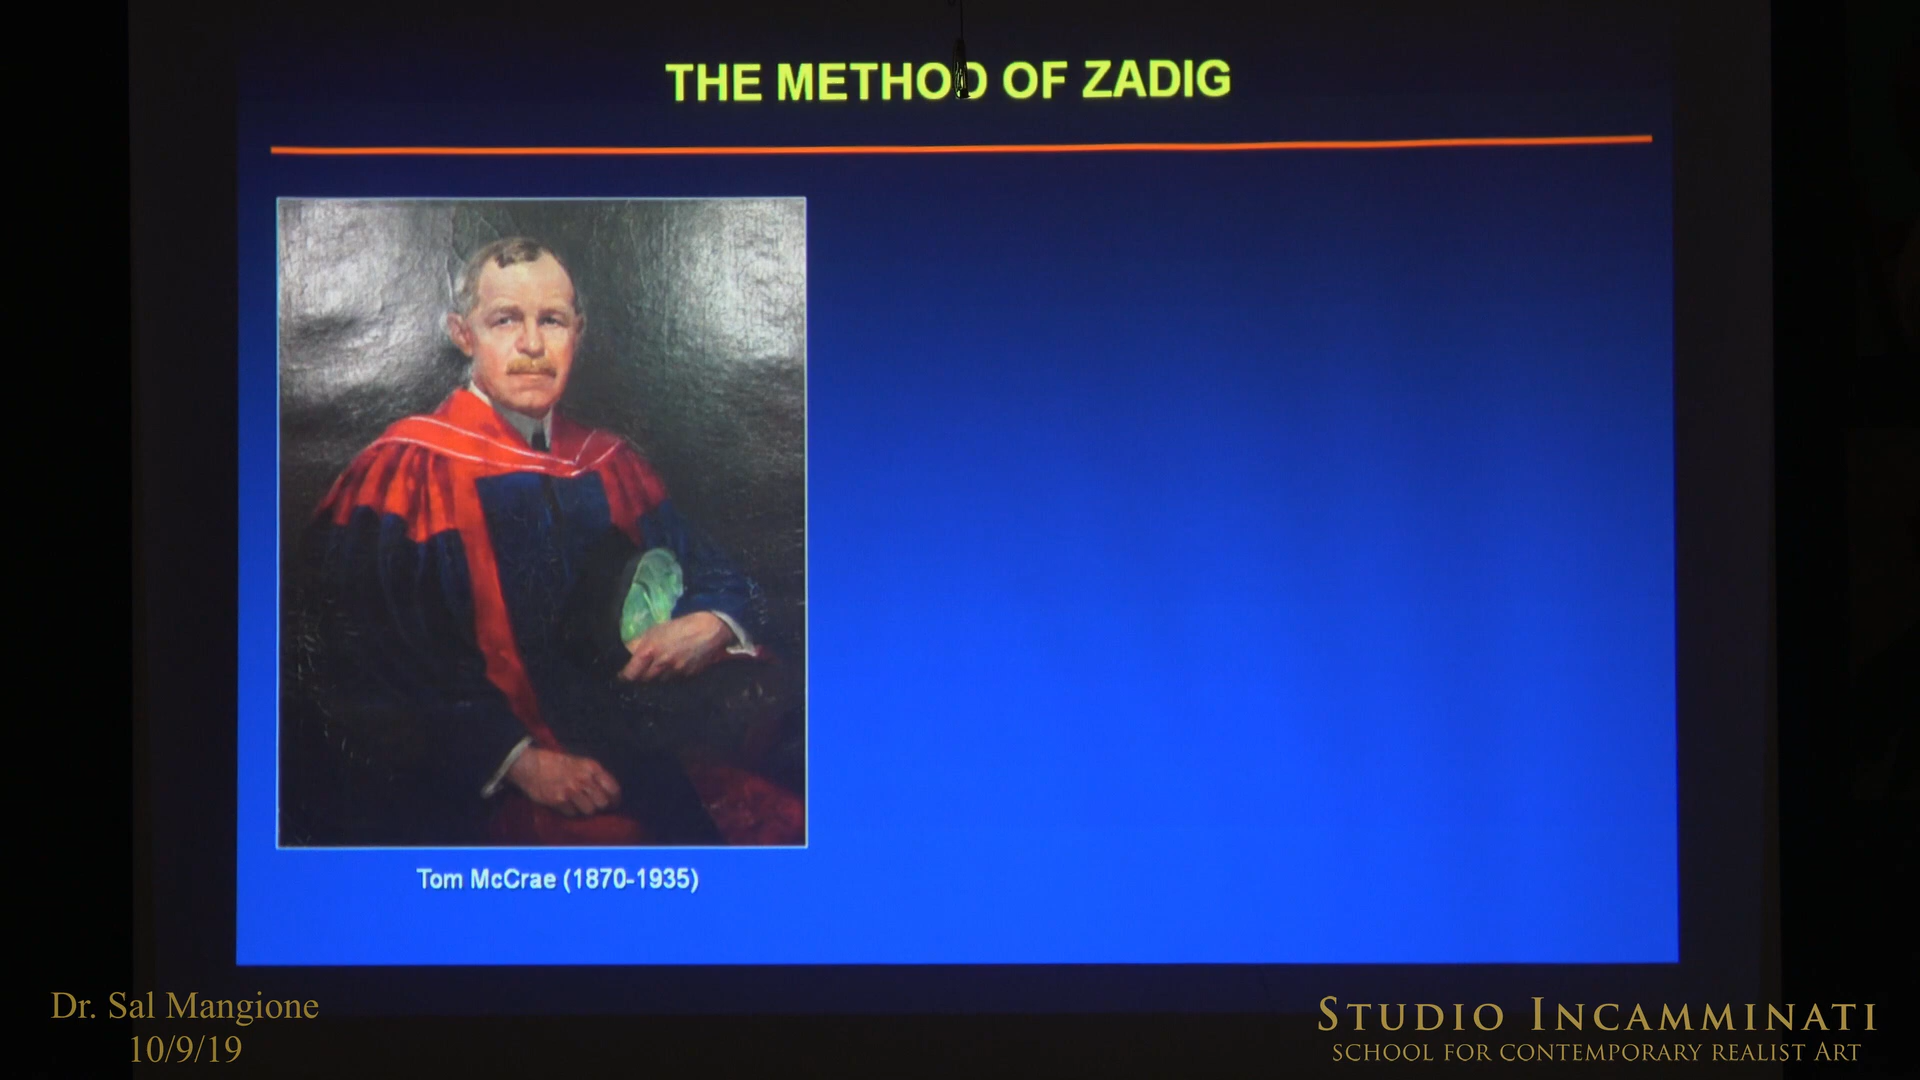 THE METHOD OF ZADIG
Tom McCrae (1870-1935)
Dr. Sal Mangione
10/9/19
STUDIO INCAMMINATI
SCHOOL FOR CONTEMPORARY REALIST ART